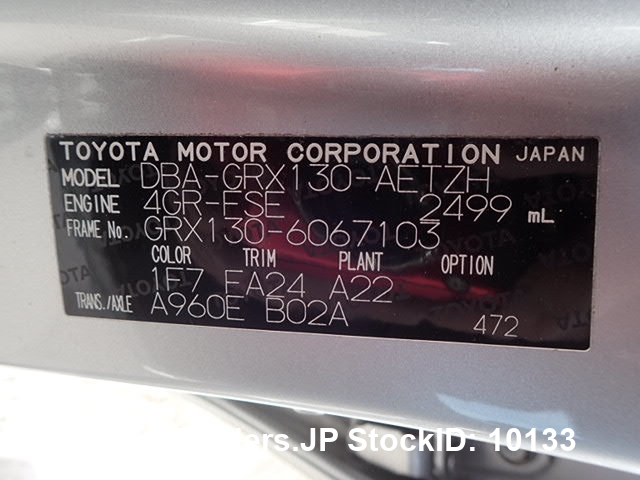 TOYOTA MOTOR CORPORATION JAPAN
MODEL DBA-GRX130-AETZH
ENGINE 4GR-FSE 2499 mL
FRAME No. GRX130-6067103
COLOR TRIM PLANT OPTION
1F7 FA24 A22
TRANS./AXLE A960E B02A
472
.JP StockID: 10133